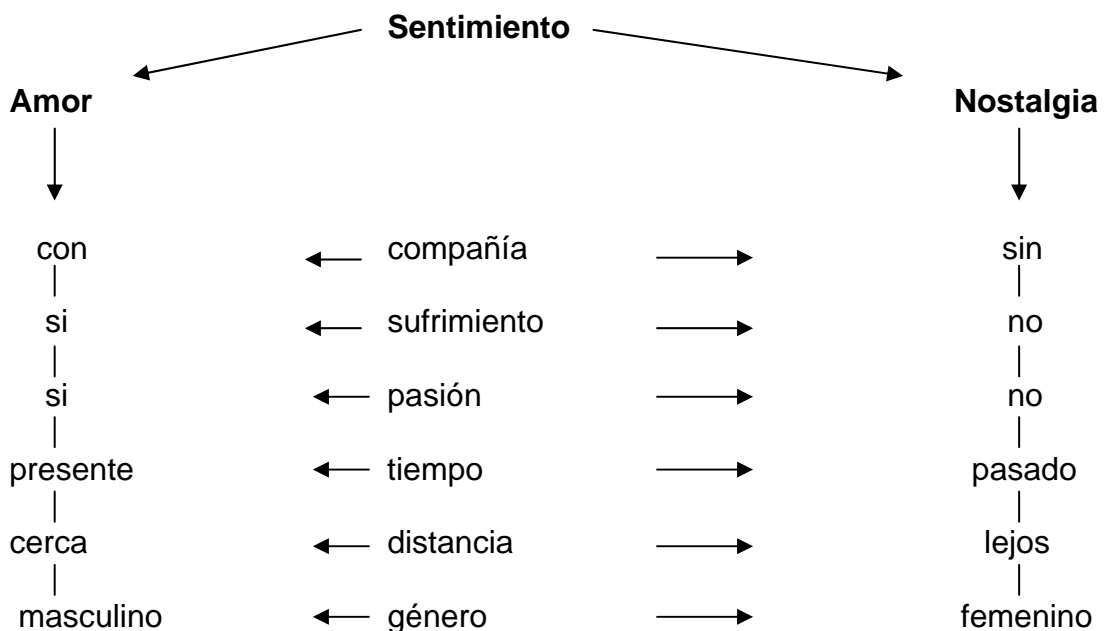 Sentimiento
Amor Nostalgia
con compañía sin
si sufrimiento no
si pasión no
presente tiempo pasado
cerca distancia lejos
masculino género femenino